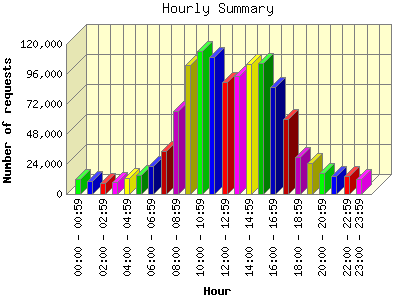 Hourly Summary
Number of requests
120,000
96,000
72,000
48,000
24,000
0
00:00 - 00:59
02:00 - 02:59
04:00 - 04:59
06:00 - 06:59
08:00 - 08:59
10:00 - 10:59
12:00 - 12:59
14:00 - 14:59
16:00 - 16:59
18:00 - 18:59
20:00 - 20:59
22:00 - 22:59
23:00 - 23:59
Hour